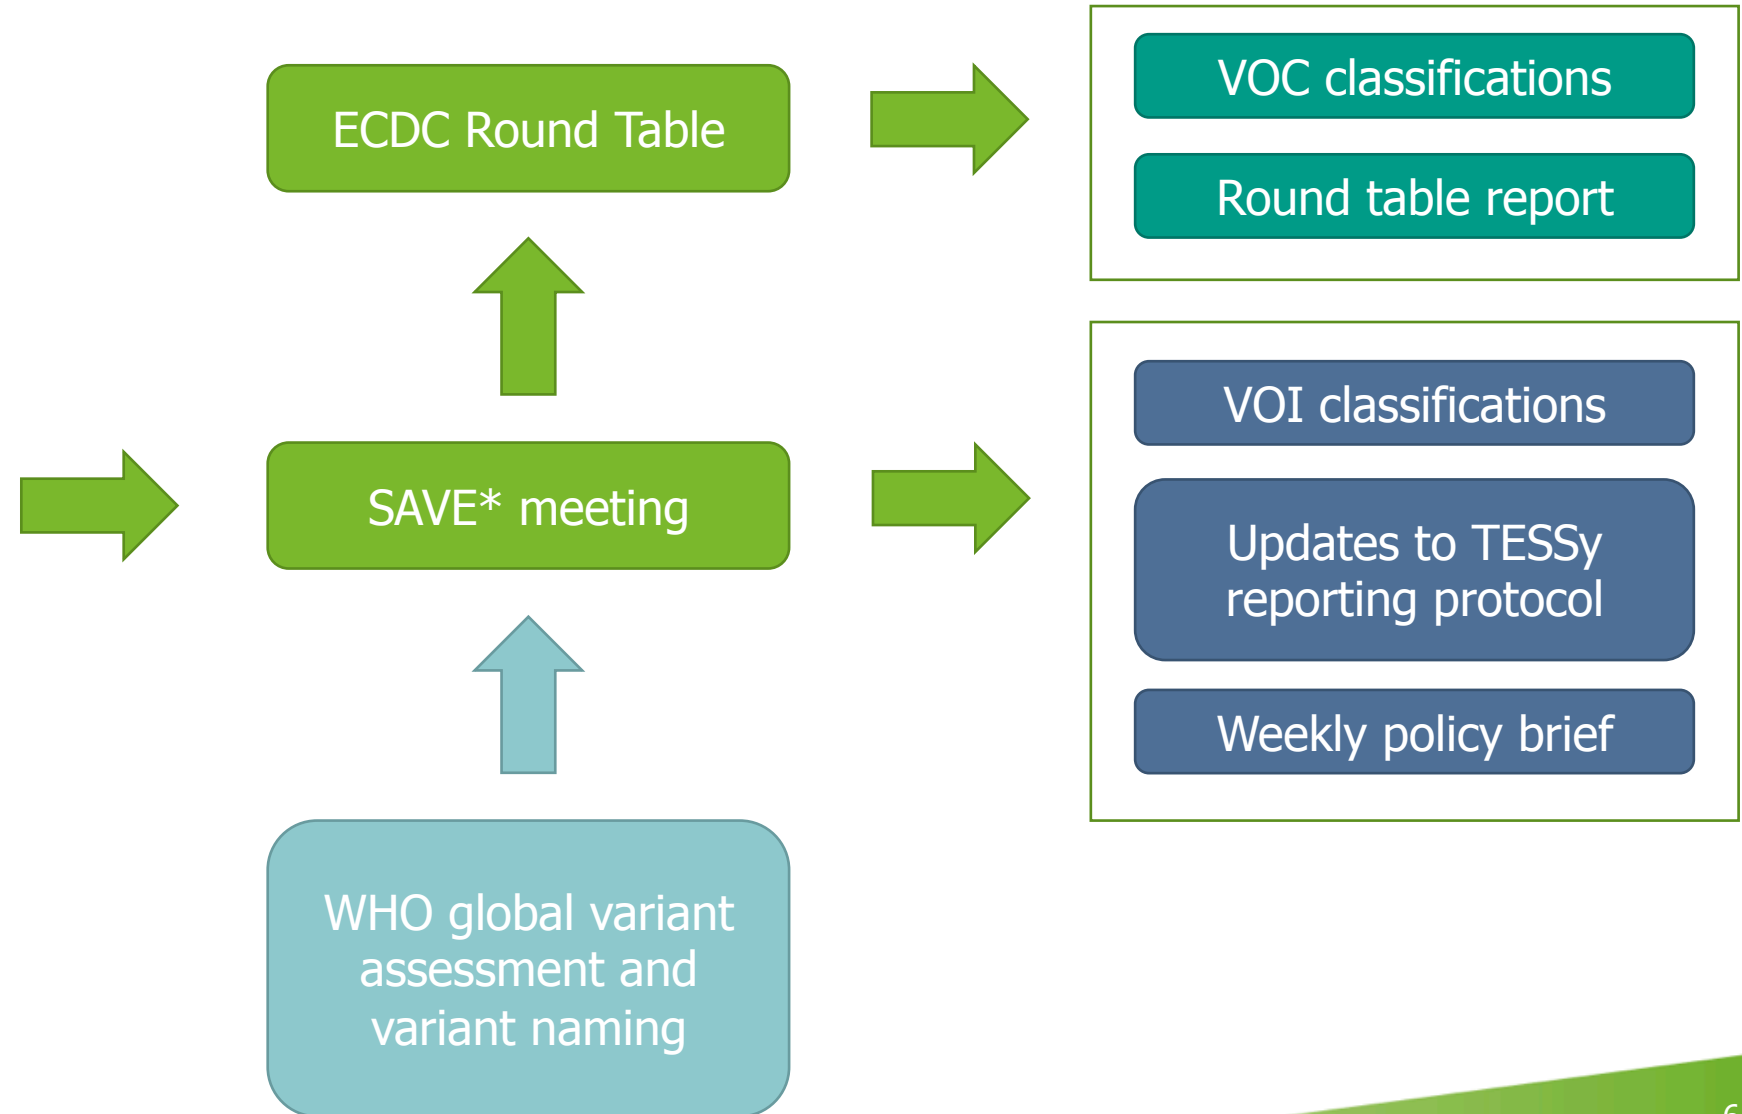 ECDC Round Table
VOC classifications
Round table report
SAVE* meeting
VOI classifications
Updates to TESSy
reporting protocol
Weekly policy brief
WHO global variant
assessment and
variant naming